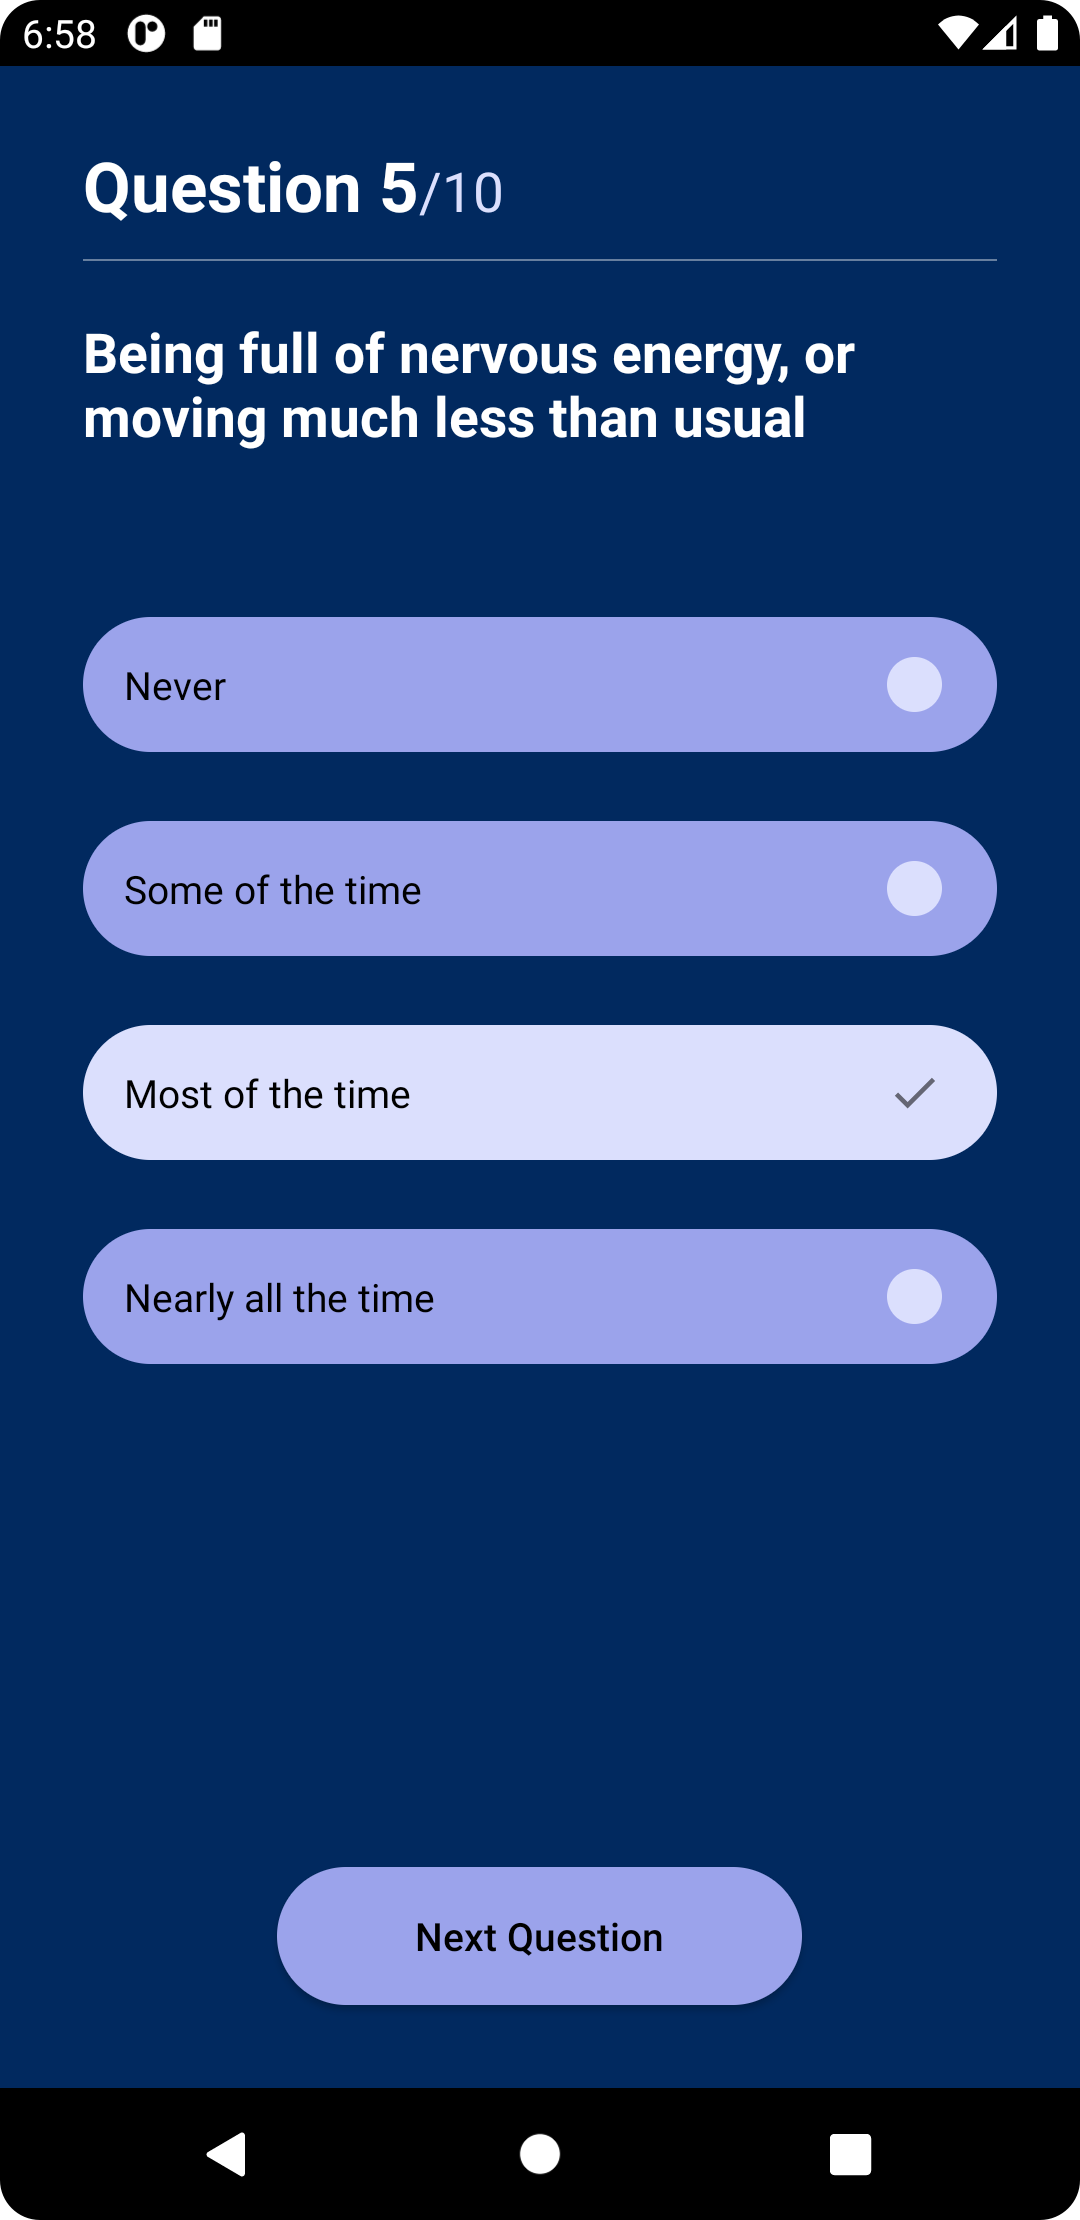 6:58
Question 5/10
Being full of nervous energy, or
moving much less than usual
Never
Some of the time
Most of the time
Nearly all the time
Next Question